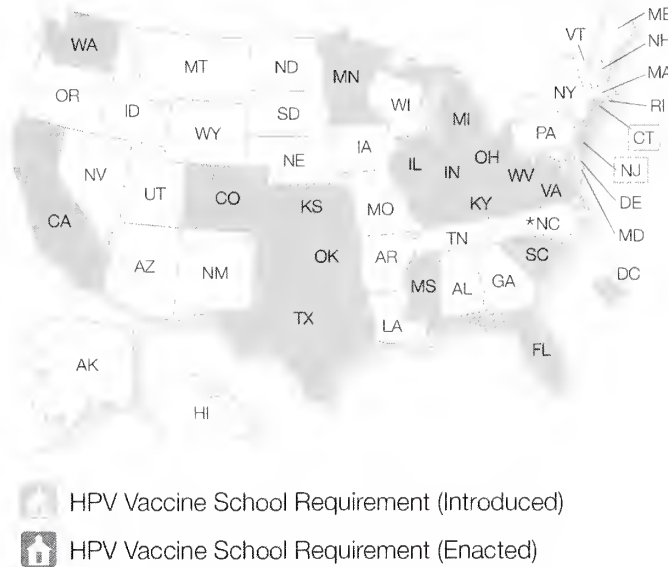 ME
VT
NH
WA
MT
ND
MN
MA
OR
ID
SD
WI
NY
RI
WY
MI
CT
IA
PA
NE
OH
NV
IL
IN
WV
NJ
UT
CO
VA
CA
KS
MO
KY
DE
*NC
MD
TN
OK
AR
SC
AZ
NM
DC
MS
AL
GA
TX
LA
FL
AK
HI
HPV Vaccine School Requirement (Introduced)
HPV Vaccine School Requirement (Enacted)